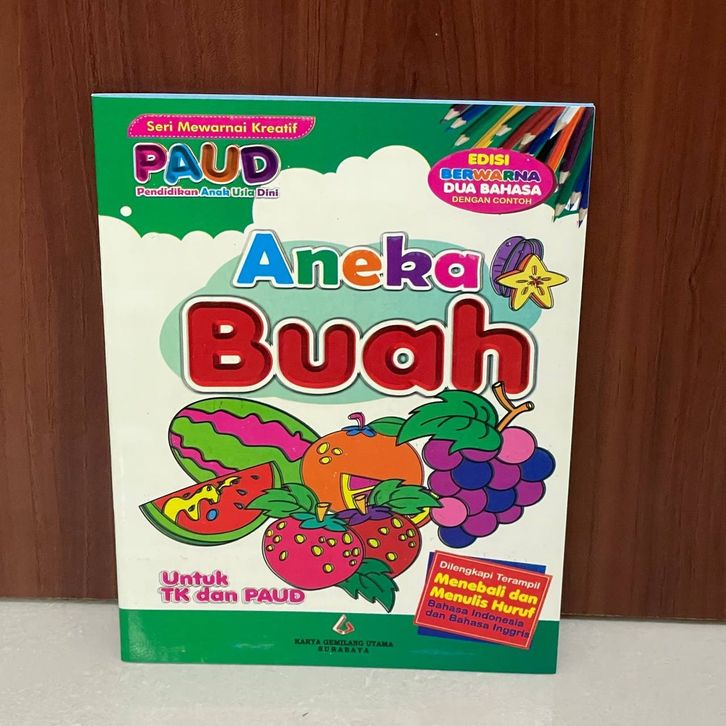 Seri Mewarnai Kreatif
PAUD
Pendidikan Anak Usia Dini
EDISI
BERWARNA
DUA BAHASA
DENGAN CONTOH
Aneka
Buah
Untuk
TK dan PAUD
Dilengkapi Terampil
Menebali dan
Menulis Huruf
Bahasa Indonesia
dan Bahasa Inggris
KARYA GEMILANG UTAMA
SURABAYA